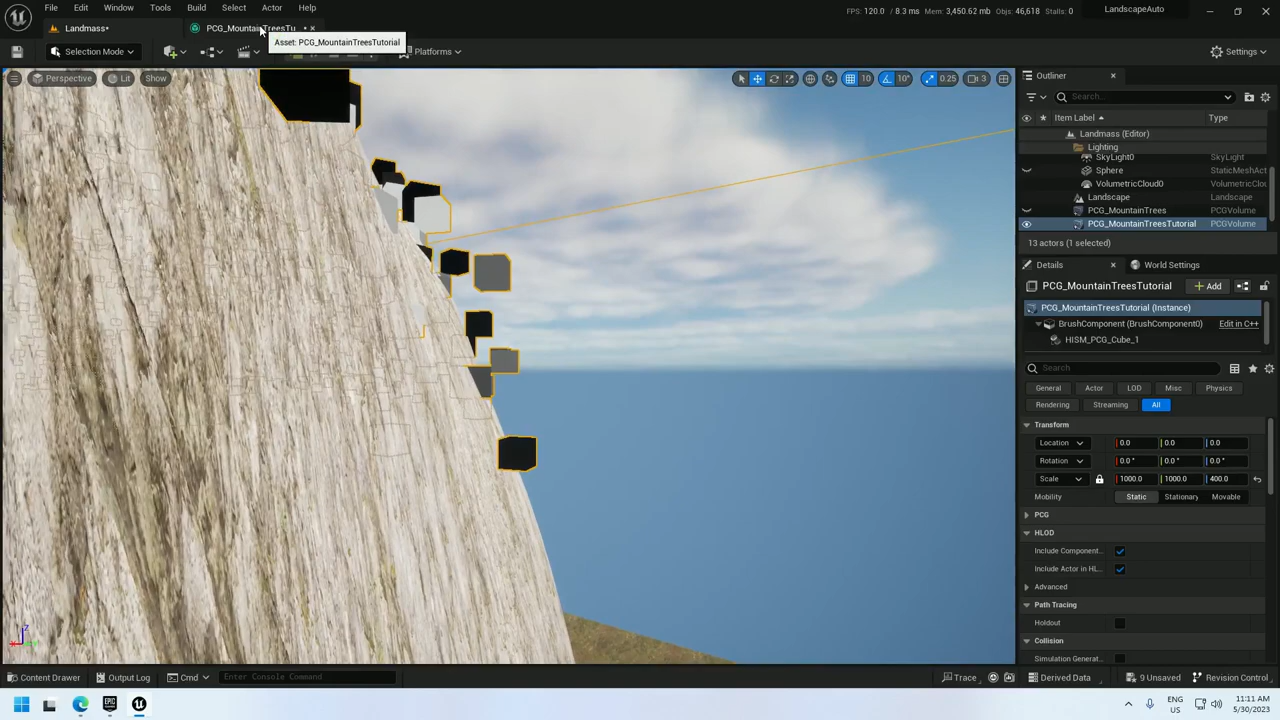 File Edit Window Tools Build Select Actor Help
FPS: 120.0 / 8.3 ms Mem: 3,450.62 mb Objs: 46,618 Stalls: 0
LandscapeAuto
Landmass*
PCG_MountainTreesTu
Asset: PCG_MountainTreesTutorial
Selection Mode
Platforms
Settings
Perspective Lit Show
10 10° 0.25 3
Outliner
Search...
Item Label Type
Landmass (Editor)
Lighting
SkyLight0 SkyLight
Sphere StaticMeshAct
VolumetricCloud0 VolumetricClou
Landscape Landscape
PCG_MountainTrees PCGVolume
PCG_MountainTreesTutorial PCGVolume
13 actors (1 selected)
Details World Settings
PCG_MountainTreesTutorial Add
PCG_MountainTreesTutorial (Instance)
BrushComponent (BrushComponent0) Edit in C++
HISM_PCG_Cube_1
Search
General Actor LOD Misc Physics
Rendering Streaming All
Transform
Location 0.0 0.0 0.0
Rotation 0.0 ° 0.0 ° 0.0 °
Scale 1000.0 1000.0 400.0
Mobility Static Stationary Movable
PCG
HLOD
Include Component...
Include Actor in HL...
Advanced
Path Tracing
Holdout
Collision
Simulation Generat...
ontent Drawer Output Log Cmd Enter Console Command
Trace Derived Data 9 Unsaved Revision Control
ENG
US
11:11 AM
5/30/2023